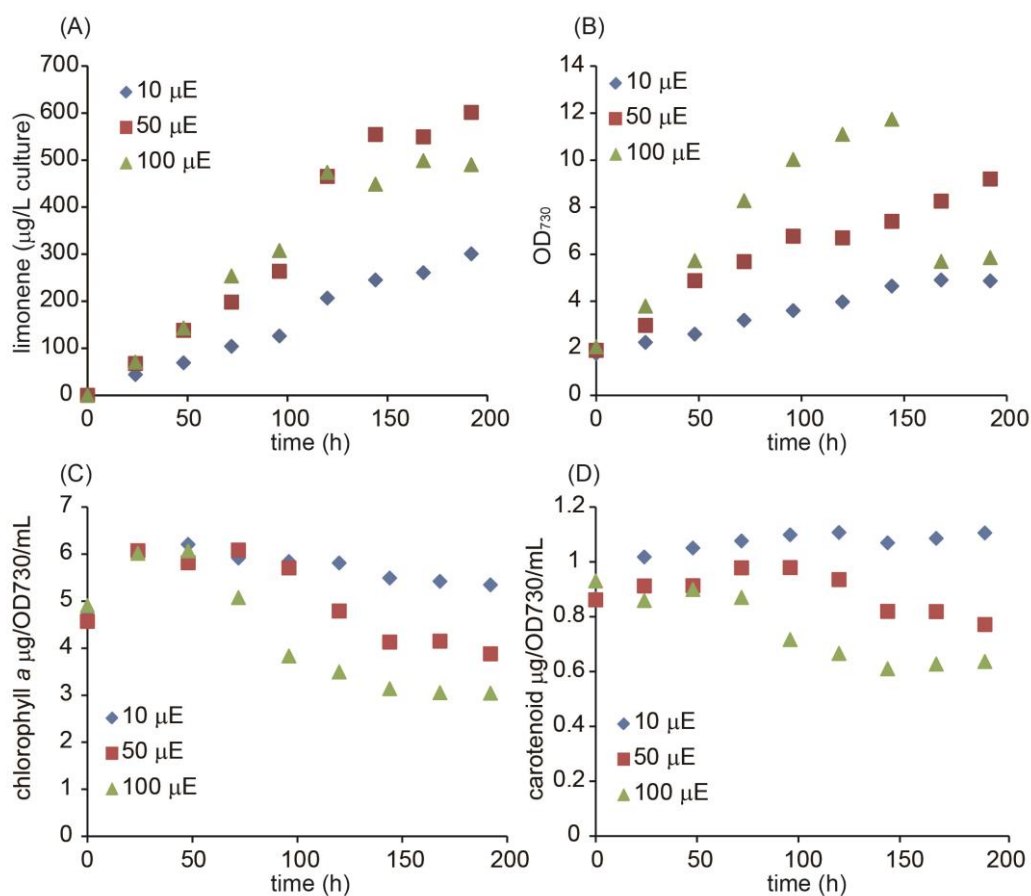 (A)
limonene (µg/L culture)
700
600
500
400
300
200
100
0
10 µE
50 µE
100 µE
0 50 100 150 200
time (h)
(B)
OD730
14
12
10
8
6
4
2
0
10 µE
50 µE
100 µE
0 50 100 150 200
time (h)
(C)
chlorophyll a µg/OD730/mL
7
6
5
4
3
2
1
0
10 µE
50 µE
100 µE
0 50 100 150 200
time (h)
(D)
carotenoid µg/OD730/mL
1.2
1
0.8
0.6
0.4
0.2
0
10 µE
50 µE
100 µE
0 50 100 150 200
time (h)